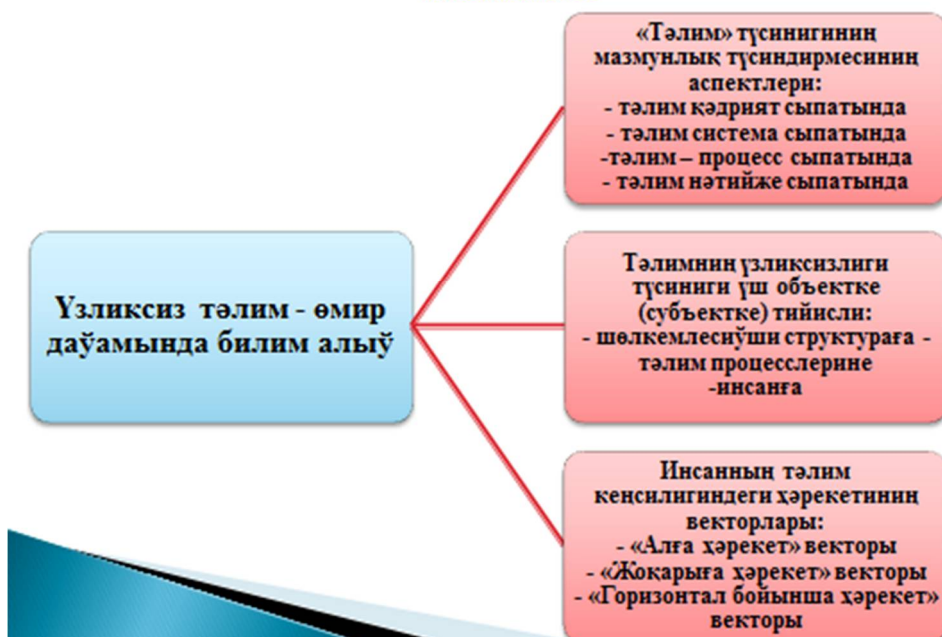 Үзликсиз тәлим - өмир
даўамында билим алыў
«Тәлим» түсинигиниң
мазмунлық түсиндирмесиниң
аспектлери:
- тәлим қәдрият сыпатында
- тәлим система сыпатында
-тәлим – процесс сыпатында
- тәлим нәтийже сыпатында
Тәлимниң үзликсизлиги
түсиниги үш объектке
(субъектке) тийисли:
- шөлкемлесиўши структураға -
тәлим процесслерине
-инсанға
Инсанның тәлим
кеңсилигиндеги ҳәрекетиниң
векторлары:
- «Алға ҳәрекет» векторы
- «Жоқарыға ҳәрекет» векторы
- «Горизонтал бойынша ҳәрекет»
векторы